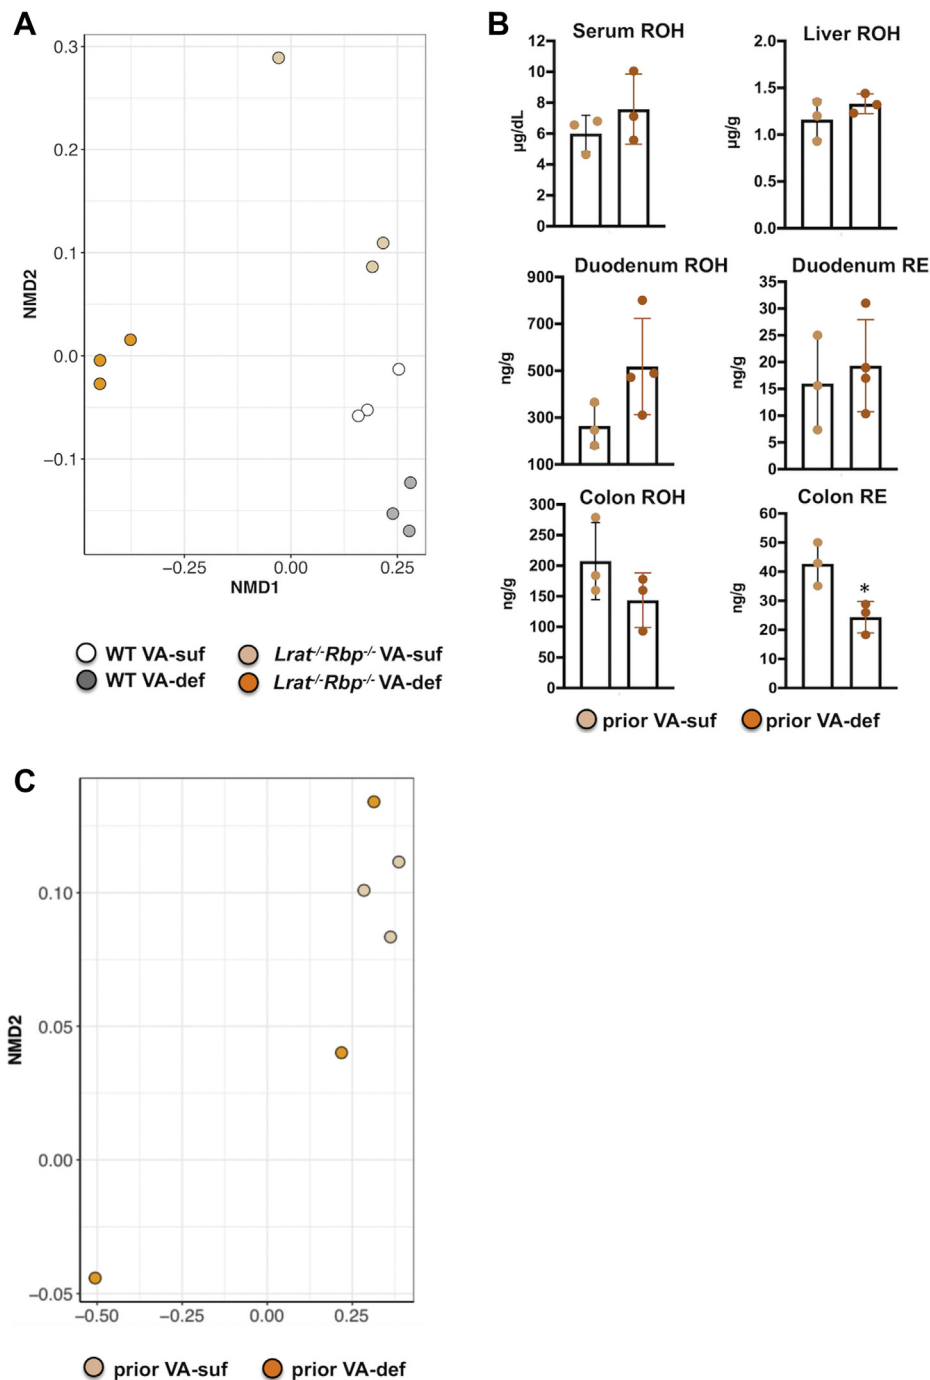 A
0.3
0.2
0.1
0.0
−0.1
NMD2
−0.25
0.00
0.25
NMD1
WT VA-suf
Lrat-/-Rbp-/- VA-suf
WT VA-def
Lrat-/-Rbp-/- VA-def
B
Serum ROH
12
10
8
6
4
2
0
µg/dL
Liver ROH
2.0
1.5
1.0
0.5
0.0
µg/g
Duodenum ROH
900
700
500
300
100
ng/g
Duodenum RE
35
30
25
20
15
10
5
0
ng/g
Colon ROH
300
250
200
150
100
50
0
ng/g
Colon RE
60
50
40
30
20
10
0
ng/g
*
prior VA-suf
prior VA-def
C
0.10
0.05
0.00
−0.05
NMD2
−0.50
−0.25
0.00
0.25
prior VA-suf
prior VA-def